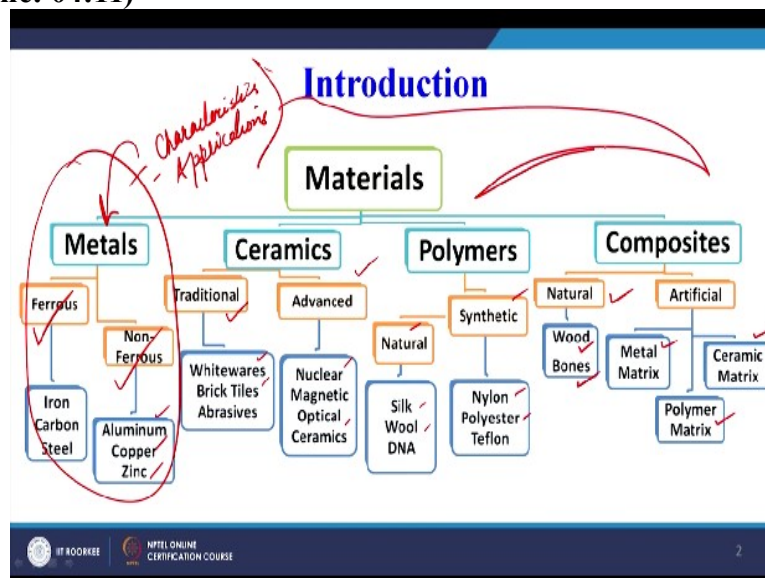 Introduction
Characteristics
- Applications
Materials
Metals
Ceramics
Polymers
Composites
Ferrous
Non-
Ferrous
Traditional
Advanced
Natural
Synthetic
Natural
Artificial
Iron
Carbon
Steel
Aluminum
Copper
Zinc
Whitewares
Brick Tiles
Abrasives
Nuclear
Magnetic
Optical
Ceramics
Silk
Wool
DNA
Nylon
Polyester
Teflon
Wood
Bones
Metal
Matrix
Polymer
Matrix
Ceramic
Matrix
IIT ROORKEE
NPTEL ONLINE
CERTIFICATION COURSE
2